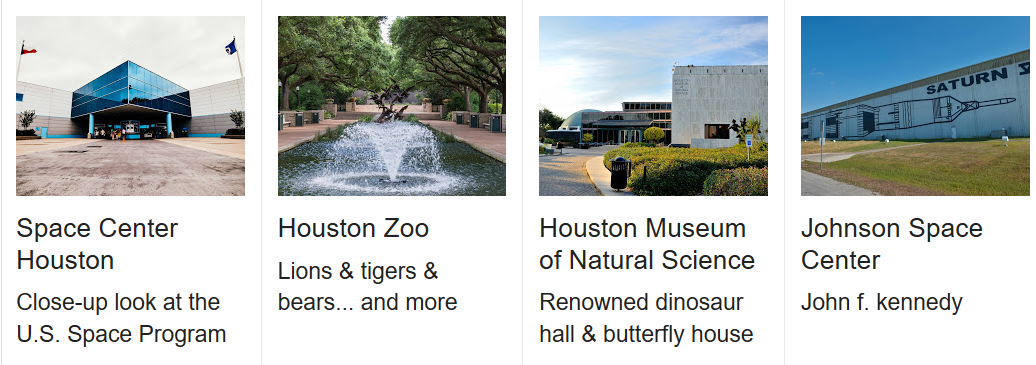 SATURN V
Space Center
Houston
Close-up look at the
U.S. Space Program
Houston Zoo
Lions & tigers &
bears... and more
Houston Museum
of Natural Science
Renowned dinosaur
hall & butterfly house
Johnson Space
Center
John f. kennedy